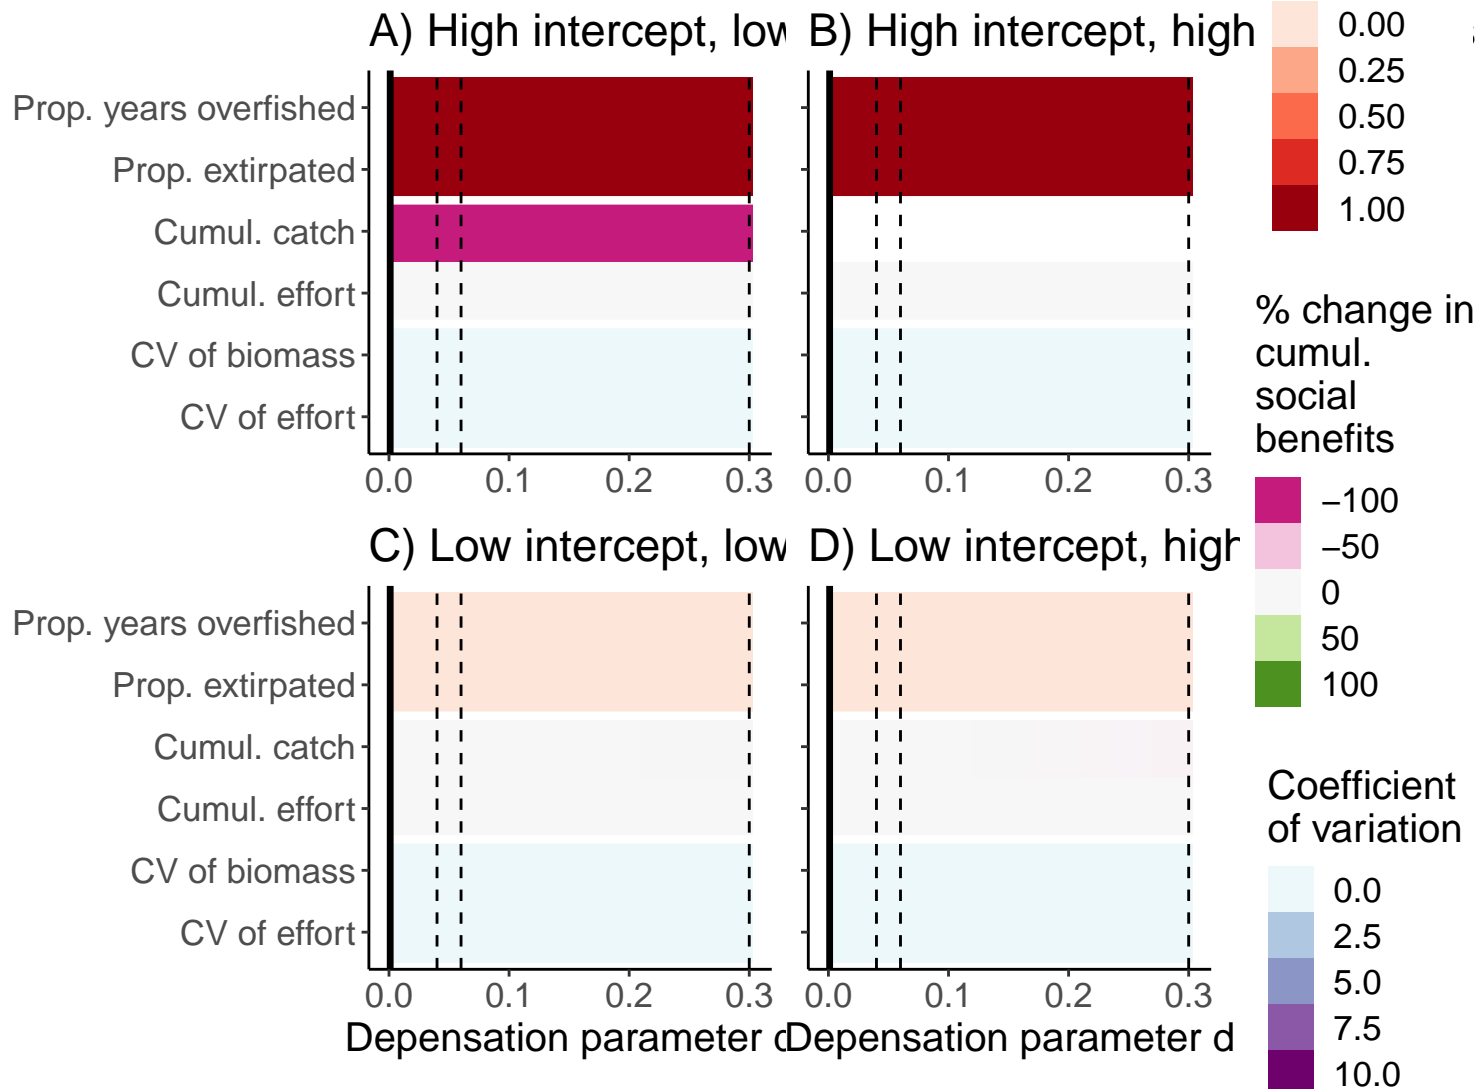 A) High intercept, low
B) High intercept, high
Prop. years overfished
Prop. extirpated
Cumul. catch
Cumul. effort
CV of biomass
CV of effort
0.0 0.1 0.2 0.3
0.0 0.1 0.2 0.3
C) Low intercept, low
D) Low intercept, high
Prop. years overfished
Prop. extirpated
Cumul. catch
Cumul. effort
CV of biomass
CV of effort
0.0 0.1 0.2 0.3
0.0 0.1 0.2 0.3
Depensation parameter d
Depensation parameter d
0.00
0.25
0.50
0.75
1.00
% change in
cumul.
social
benefits
−100
−50
0
50
100
Coefficient
of variation
0.0
2.5
5.0
7.5
10.0